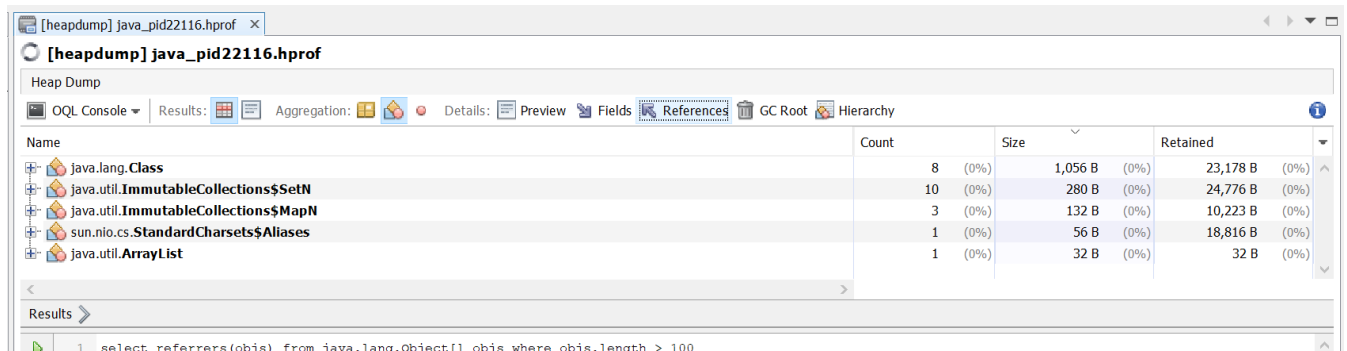 [heapdump] java_pid22116.hprof ×
[heapdump] java_pid22116.hprof
Heap Dump
OQL Console Results: Aggregation: Details: Preview Fields References GC Root Hierarchy
Name Count Size Retained
java.lang.Class 8 (0%) 1,056 B (0%) 23,178 B (0%)
java.util.ImmutableCollections$SetN 10 (0%) 280 B (0%) 24,776 B (0%)
java.util.ImmutableCollections$MapN 3 (0%) 132 B (0%) 10,223 B (0%)
sun.nio.cs.StandardCharsets$Aliases 1 (0%) 56 B (0%) 18,816 B (0%)
java.util.ArrayList 1 (0%) 32 B (0%) 32 B (0%)
Results
1 select referrers(objs) from java.lang.Object[] objs where objs.length > 100